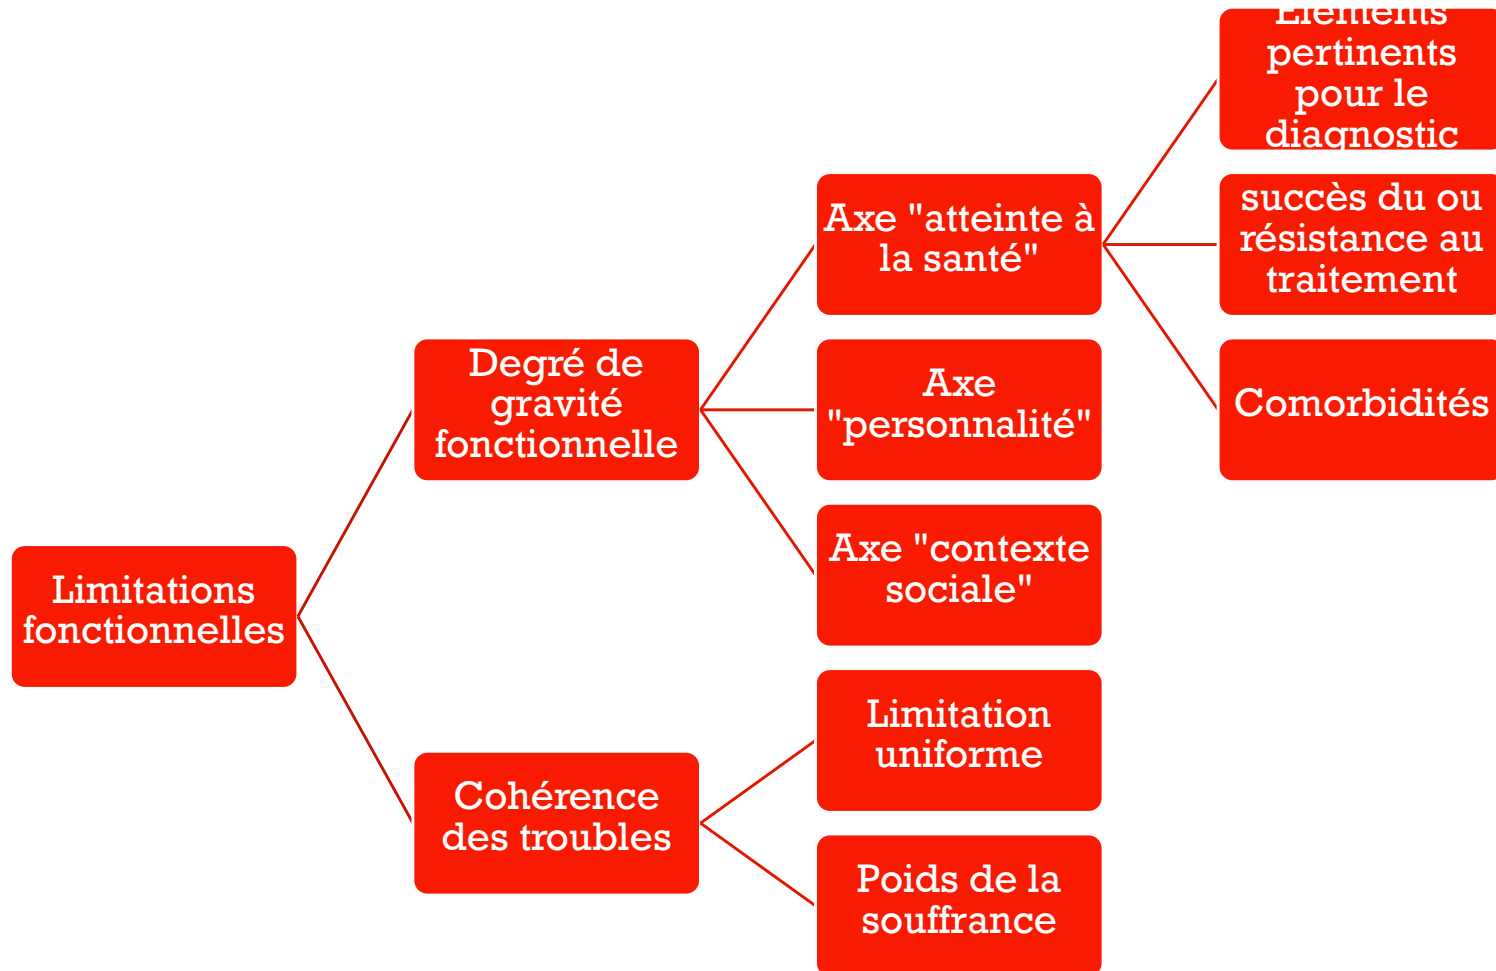 Limitations
fonctionnelles
Degré de
gravité
fonctionnelle
Axe "atteinte à
la santé"
Eléments
pertinents
pour le
diagnostic
succès du ou
résistance au
traitement
Comorbidités
Axe
"personnalité"
Axe "contexte
sociale"
Cohérence
des troubles
Limitation
uniforme
Poids de la
souffrance